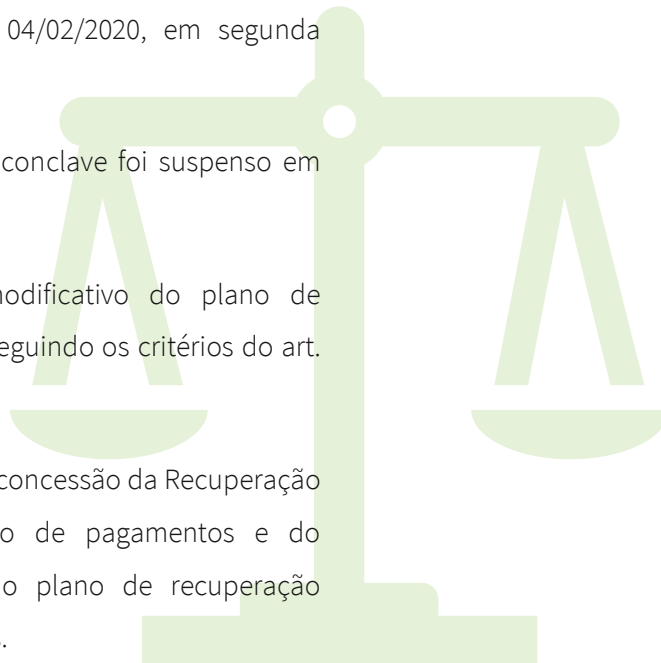 04/02/2020, em segunda
conclave foi suspenso em
modificativo do plano de
seguindo os critérios do art.
concessão da Recuperação
o de pagamentos e do
o plano de recuperação